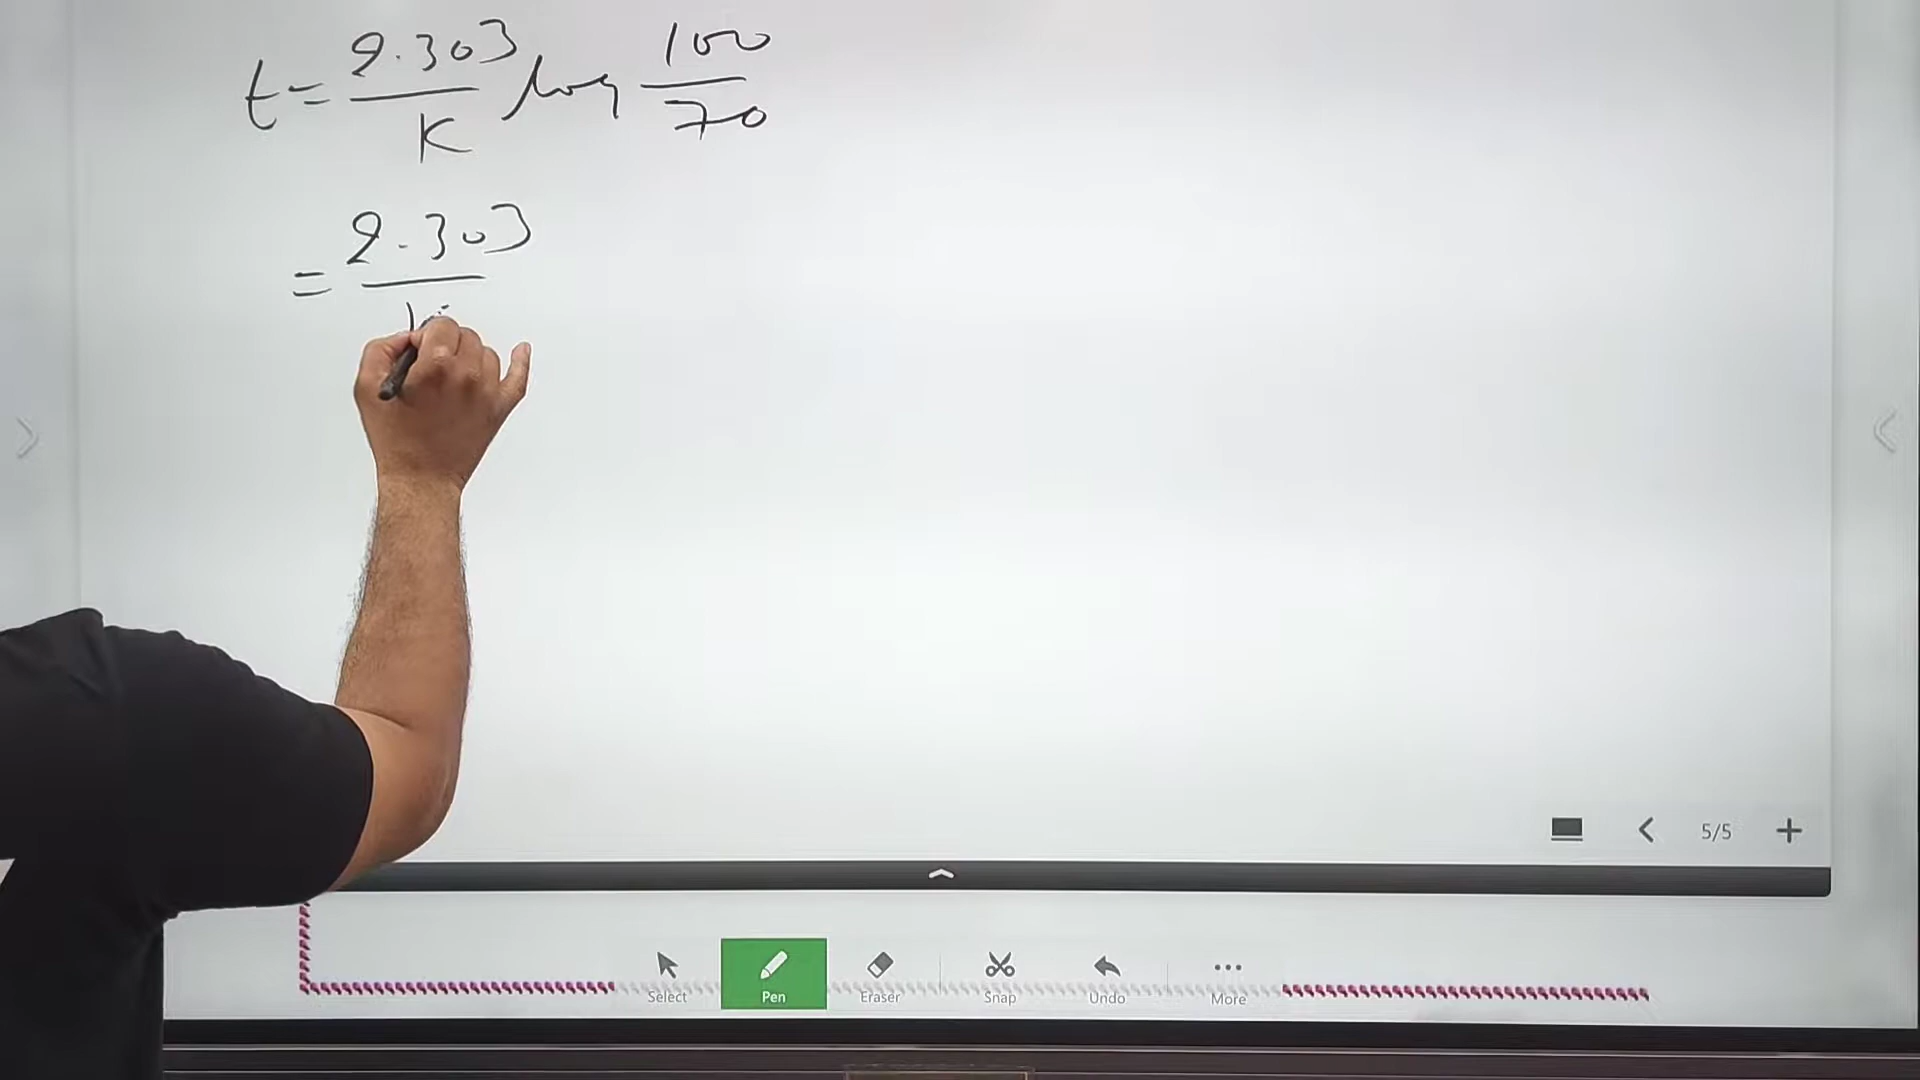 t = 2.303 / K log 100 / 70
= 2.303 / K
5/5
Select Pen Eraser Snap Undo More